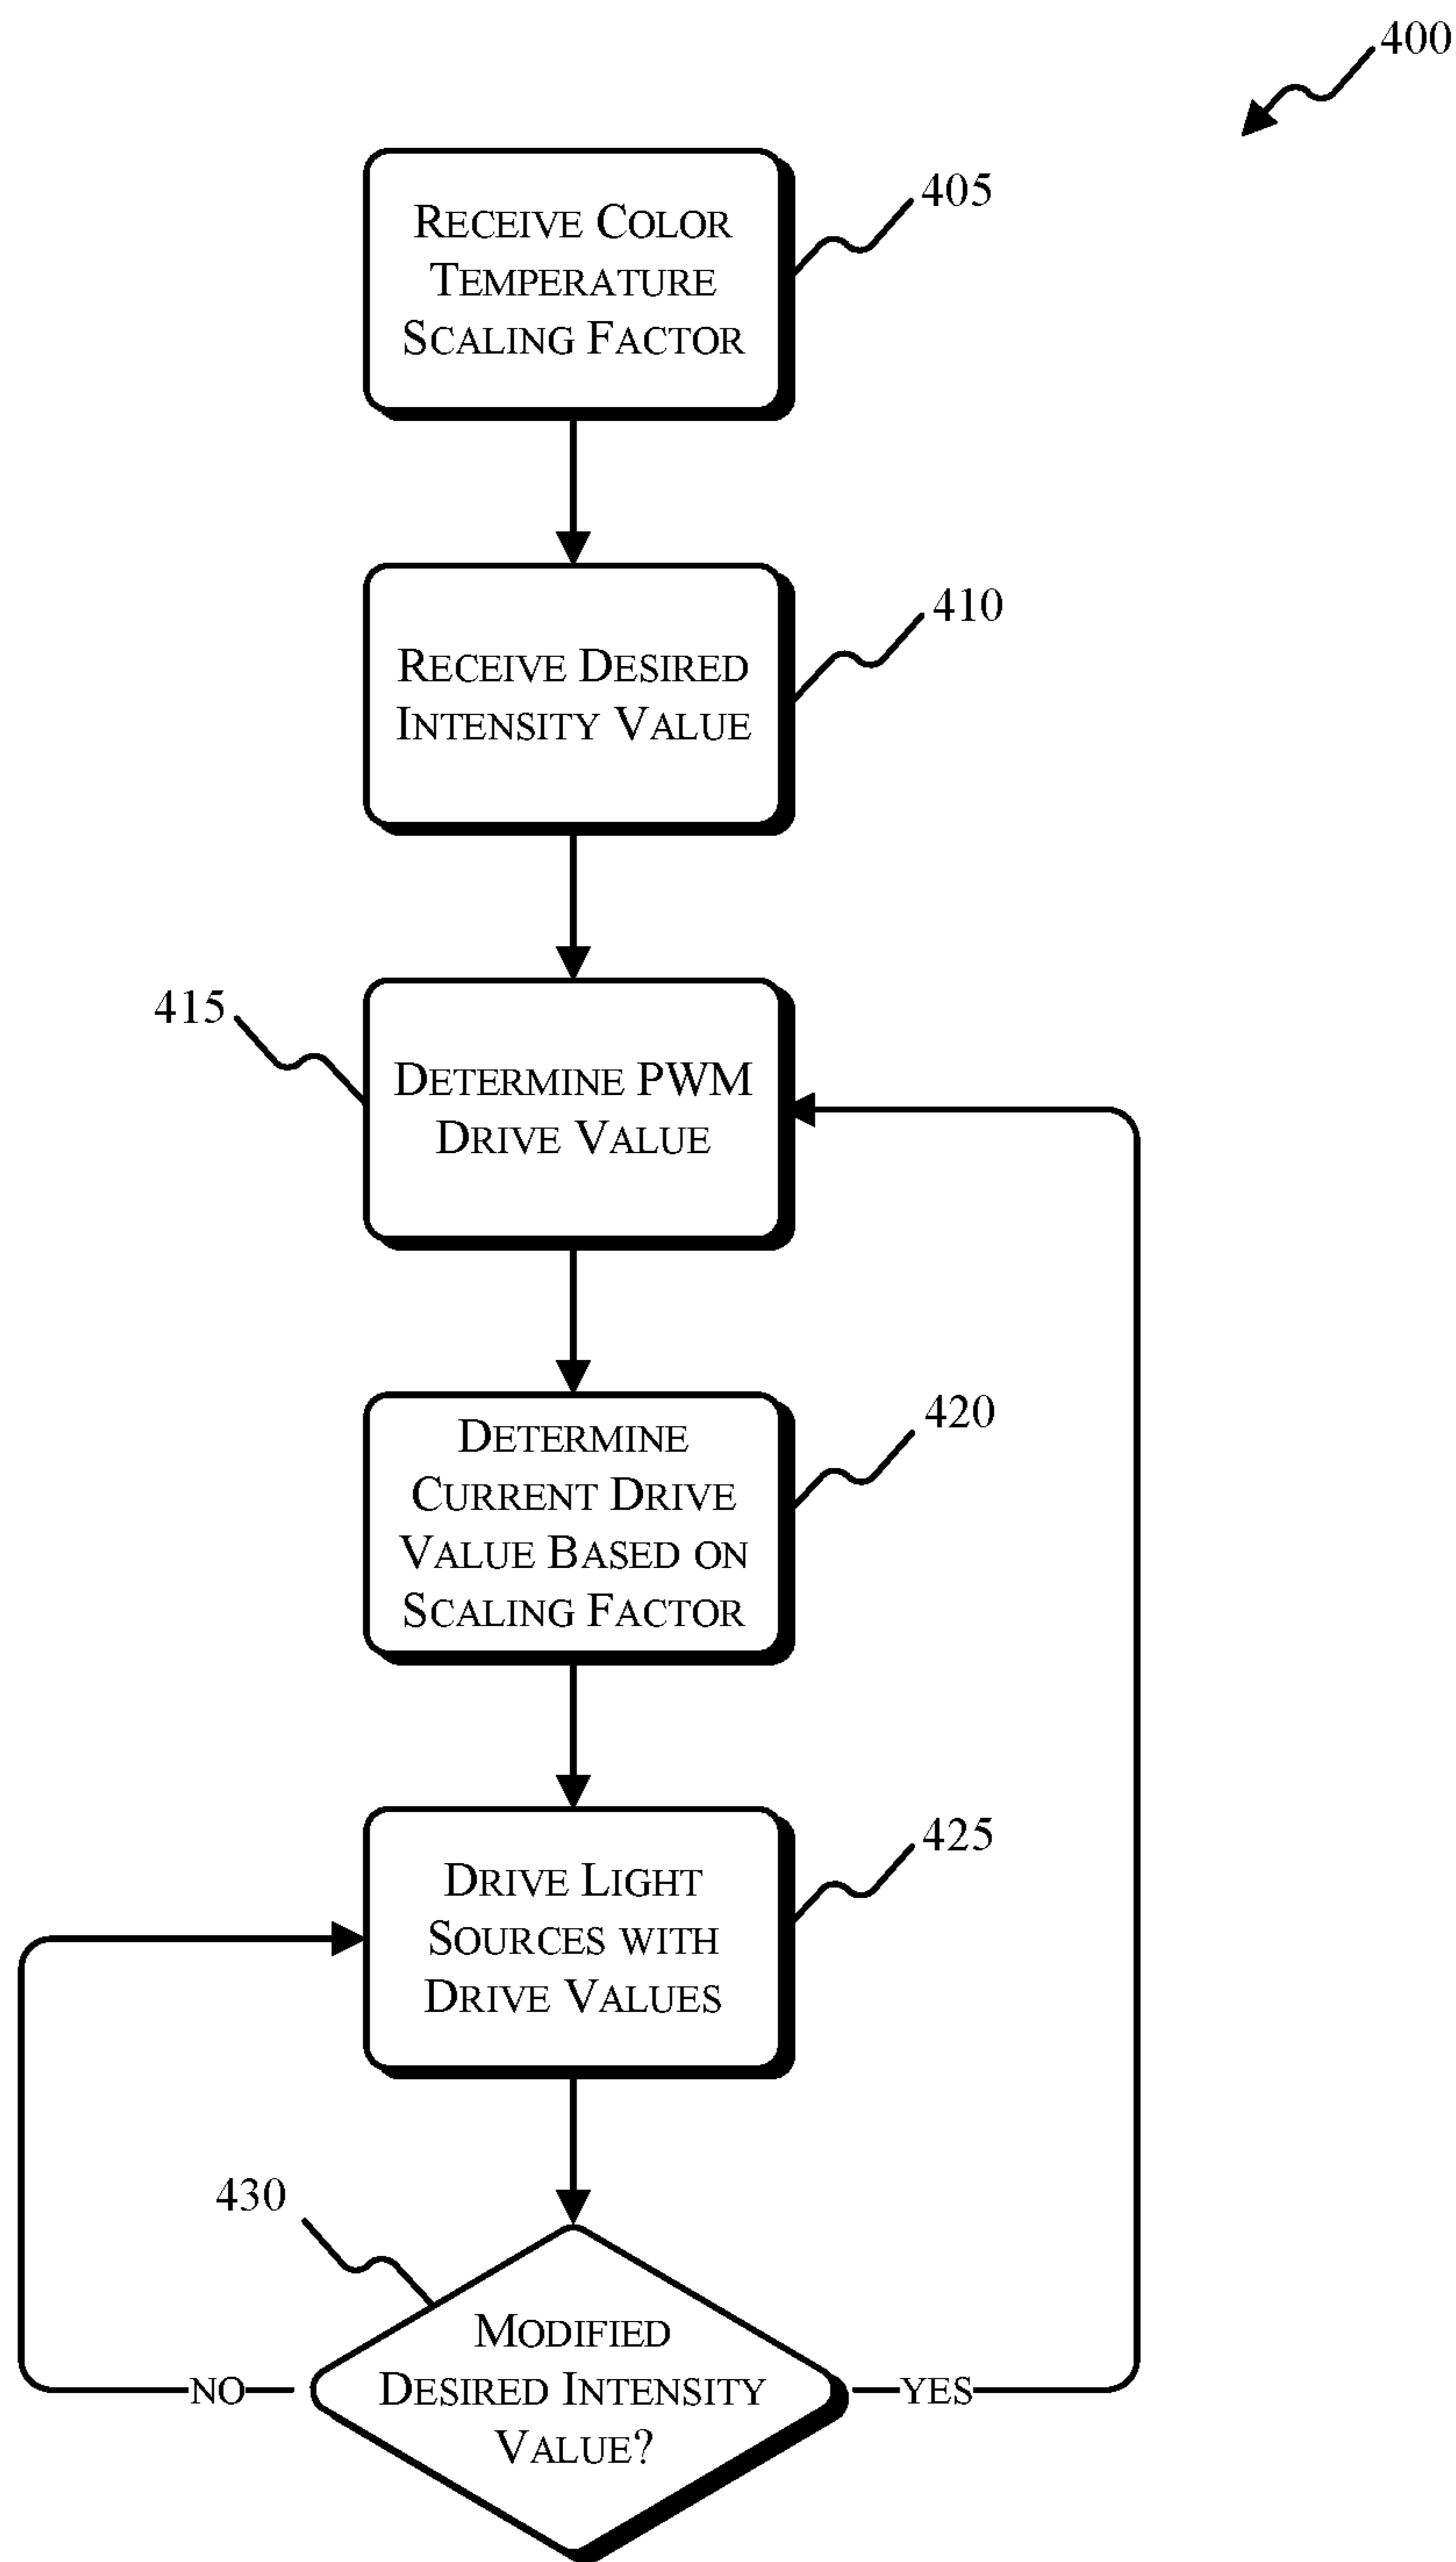 400
RECEIVE COLOR
TEMPERATURE
SCALING FACTOR
405
RECEIVE DESIRED
INTENSITY VALUE
410
415
DETERMINE PWM
DRIVE VALUE
DETERMINE
CURRENT DRIVE
VALUE BASED ON
SCALING FACTOR
420
DRIVE LIGHT
SOURCES WITH
DRIVE VALUES
425
430
MODIFIED
DESIRED INTENSITY
VALUE?
NO
YES